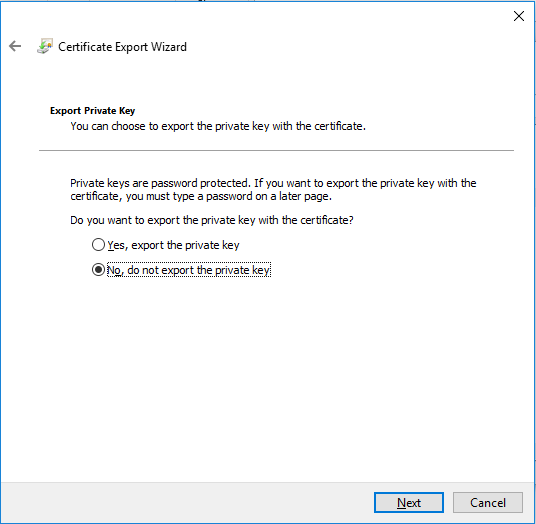 Certificate Export Wizard
Export Private Key
You can choose to export the private key with the certificate.
Private keys are password protected. If you want to export the private key with the
certificate, you must type a password on a later page.
Do you want to export the private key with the certificate?
Yes, export the private key
No, do not export the private key
Next
Cancel